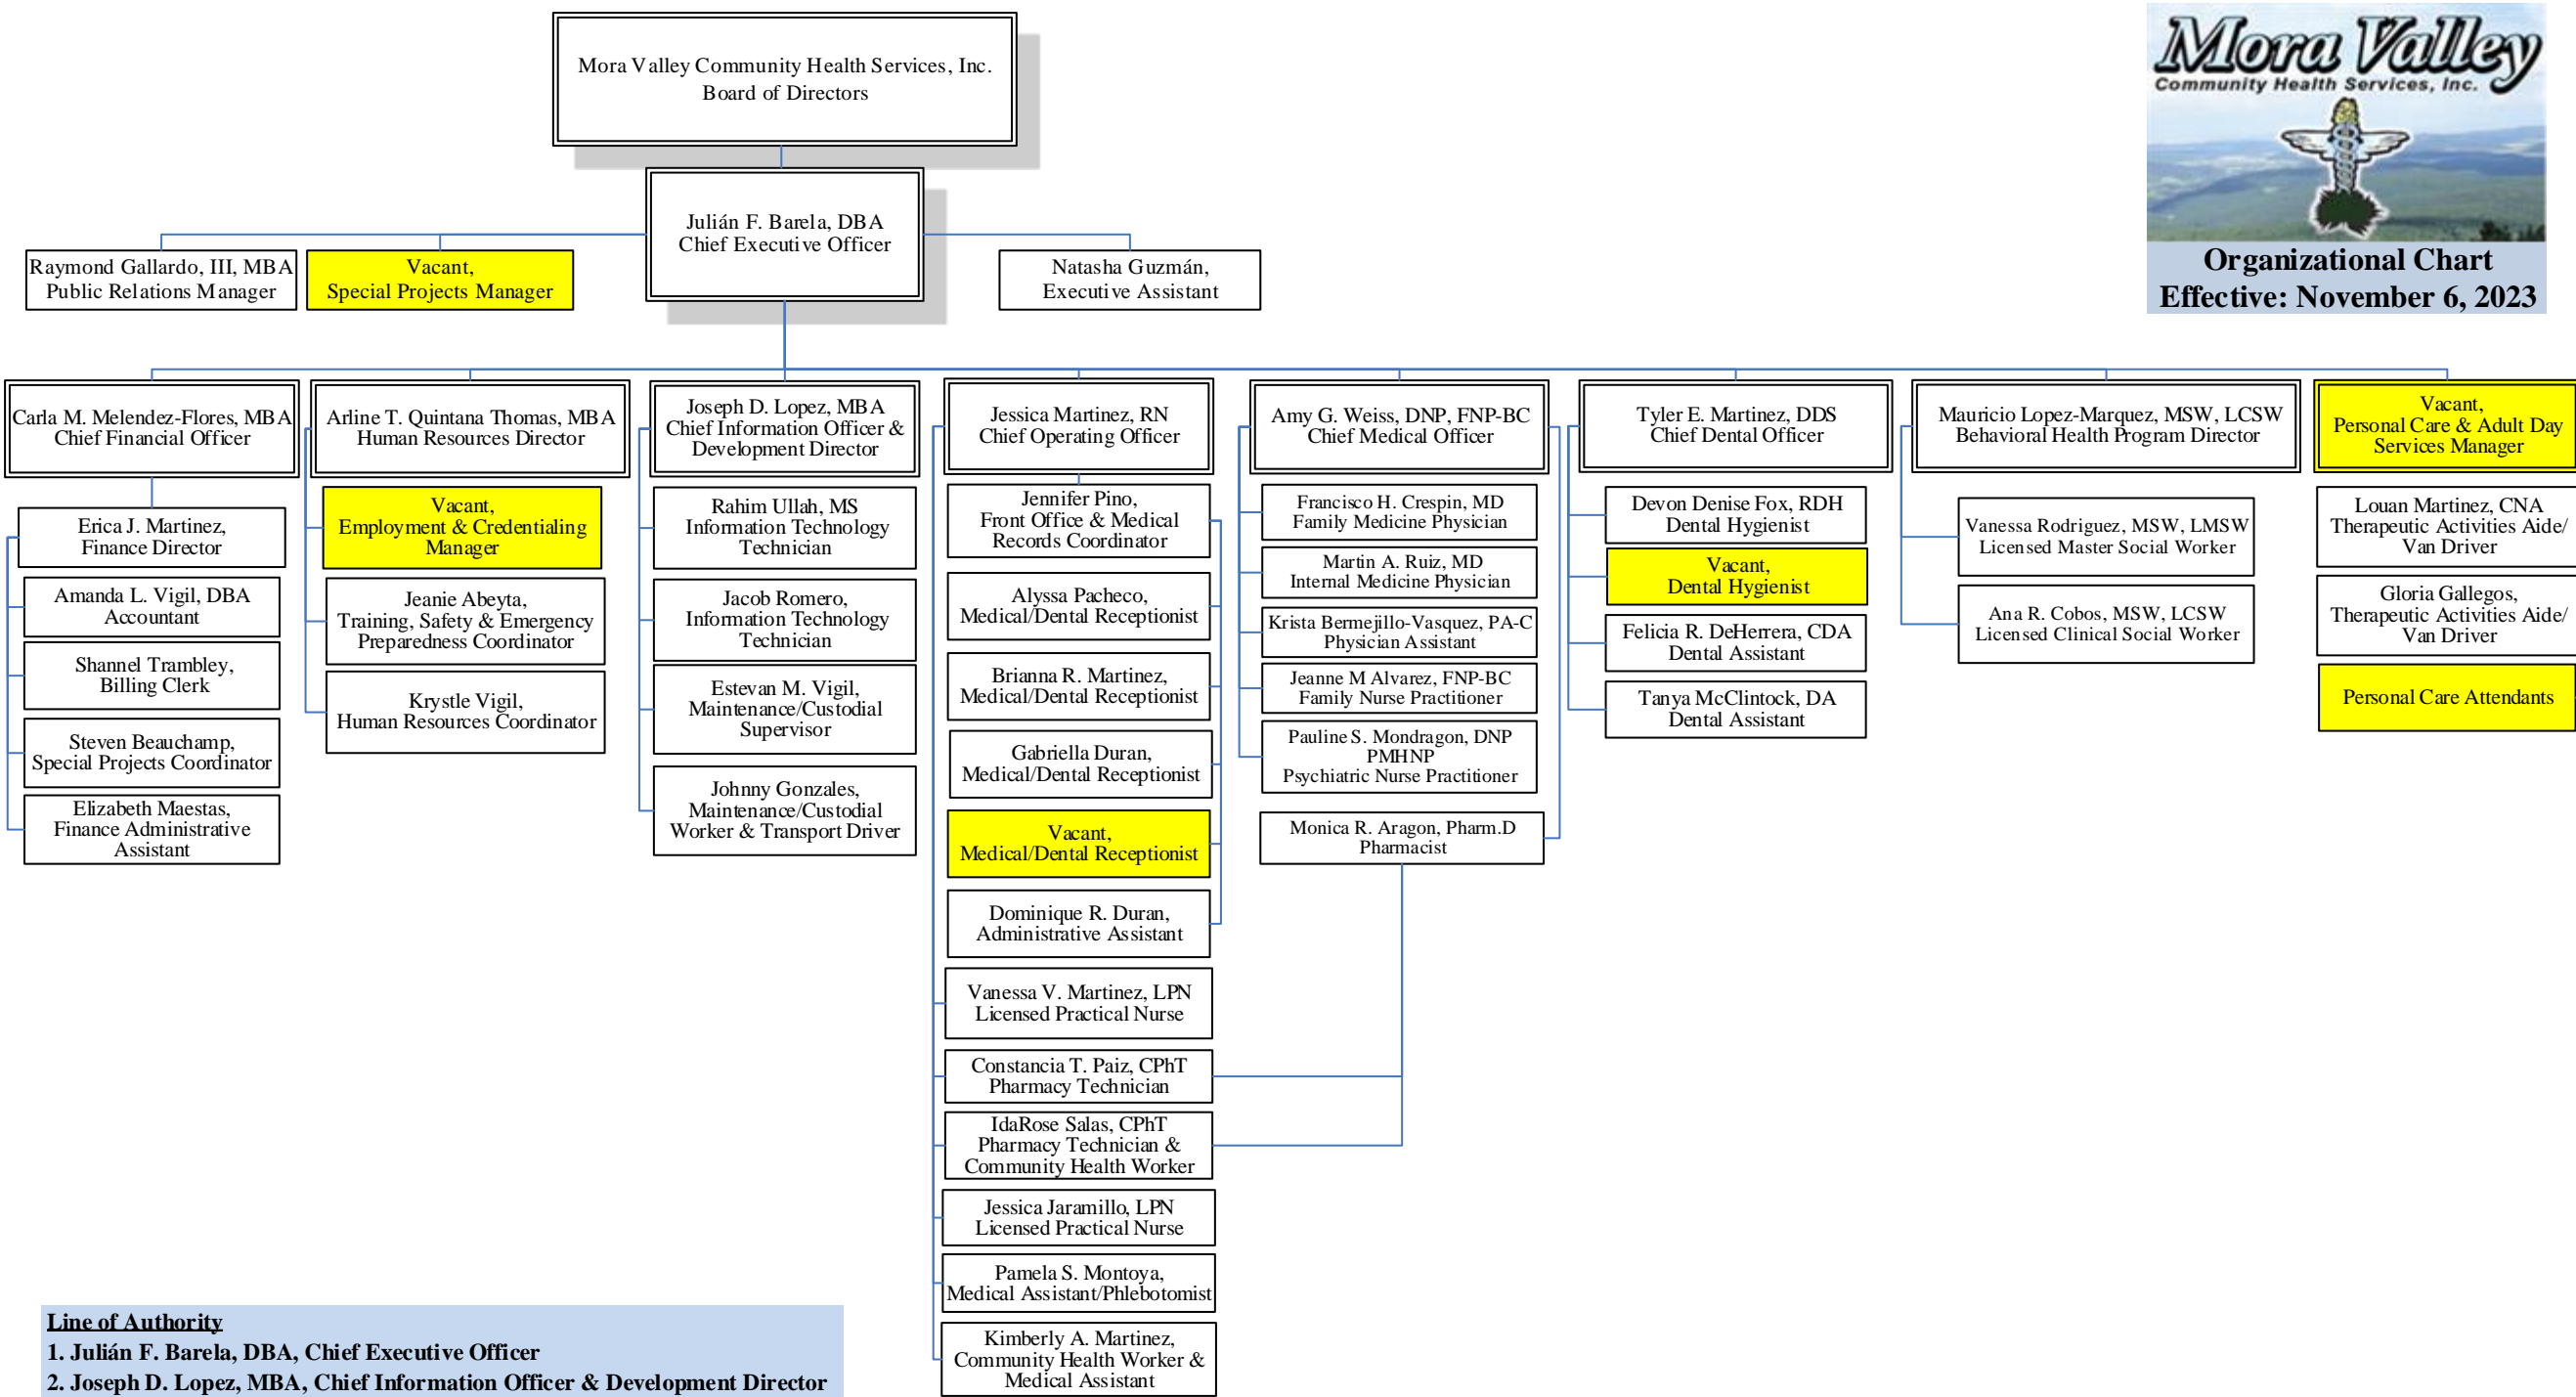 Mora Valley Community Health Services, Inc.
Board of Directors
Mora Valley
Community Health Services, Inc.
Organizational Chart
Effective: November 6, 2023
Julián F. Barela, DBA
Chief Executive Officer
Raymond Gallardo, III, MBA
Public Relations Manager
Vacant,
Special Projects Manager
Natasha Guzmán,
Executive Assistant
Carla M. Melendez-Flores, MBA
Chief Financial Officer
Erica J. Martinez,
Finance Director
Amanda L. Vigil, DBA
Accountant
Shannel Trambley,
Billing Clerk
Steven Beauchamp,
Special Projects Coordinator
Elizabeth Maestas,
Finance Administrative
Assistant
Arline T. Quintana Thomas, MBA
Human Resources Director
Vacant,
Employment & Credentialing
Manager
Jeanie Abeyta,
Training, Safety & Emergency
Preparedness Coordinator
Krystle Vigil,
Human Resources Coordinator
Joseph D. Lopez, MBA
Chief Information Officer &
Development Director
Rahim Ullah, MS
Information Technology
Technician
Jacob Romero,
Information Technology
Technician
Estevan M. Vigil,
Maintenance/Custodial
Supervisor
Johnny Gonzales,
Maintenance/Custodial
Worker & Transport Driver
Jessica Martinez, RN
Chief Operating Officer
Jennifer Pino,
Front Office & Medical
Records Coordinator
Alyssa Pacheco,
Medical/Dental Receptionist
Brianna R. Martinez,
Medical/Dental Receptionist
Gabriella Duran,
Medical/Dental Receptionist
Vacant,
Medical/Dental Receptionist
Dominique R. Duran,
Administrative Assistant
Vanessa V. Martinez, LPN
Licensed Practical Nurse
Constancia T. Paiz, CPhT
Pharmacy Technician
IdaRose Salas, CPhT
Pharmacy Technician &
Community Health Worker
Jessica Jaramillo, LPN
Licensed Practical Nurse
Pamela S. Montoya,
Medical Assistant/Phlebotomist
Kimberly A. Martinez,
Community Health Worker &
Medical Assistant
Amy G. Weiss, DNP, FNP-BC
Chief Medical Officer
Francisco H. Crespin, MD
Family Medicine Physician
Martin A. Ruiz, MD
Internal Medicine Physician
Krista Bermejillo-Vasquez, PA-C
Physician Assistant
Jeanne M Alvarez, FNP-BC
Family Nurse Practitioner
Pauline S. Mondragon, DNP
PMHNP
Psychiatric Nurse Practitioner
Monica R. Aragon, Pharm.D
Pharmacist
Tyler E. Martinez, DDS
Chief Dental Officer
Devon Denise Fox, RDH
Dental Hygienist
Vacant,
Dental Hygienist
Felicia R. DeHerrera, CDA
Dental Assistant
Tanya McClintock, DA
Dental Assistant
Mauricio Lopez-Marquez, MSW, LCSW
Behavioral Health Program Director
Vanessa Rodriguez, MSW, LMSW
Licensed Master Social Worker
Ana R. Cobos, MSW, LCSW
Licensed Clinical Social Worker
Vacant,
Personal Care & Adult Day
Services Manager
Louan Martinez, CNA
Therapeutic Activities Aide/
Van Driver
Gloria Gallegos,
Therapeutic Activities Aide/
Van Driver
Personal Care Attendants
Line of Authority
1. Julián F. Barela, DBA, Chief Executive Officer
2. Joseph D. Lopez, MBA, Chief Information Officer & Development Director